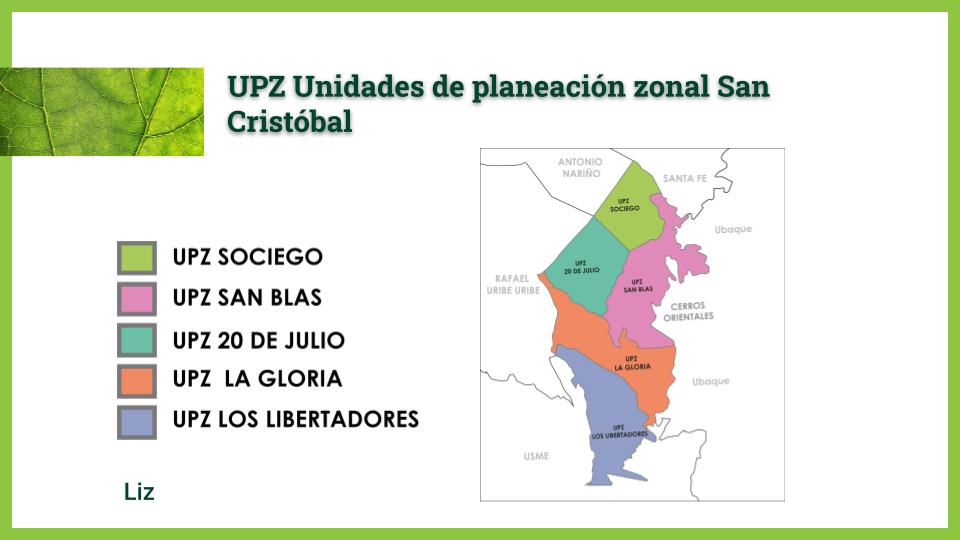 UPZ Unidades de planeación zonal San
Cristóbal
UPZ SOCIEGO
UPZ SAN BLAS
UPZ 20 DE JULIO
UPZ LA GLORIA
UPZ LOS LIBERTADORES
Liz
ANTONIO
NARIÑO
SANTA FE
UPZ
SOCIEGO
Ubaque
UPZ
20 DE JULIO
RAFAEL
URIBE URIBE
UPZ
SAN BLAS
CERROS
ORIENTALES
UPZ
LA GLORIA
Ubaque
UPZ
LOS LIBERTADORES
USME